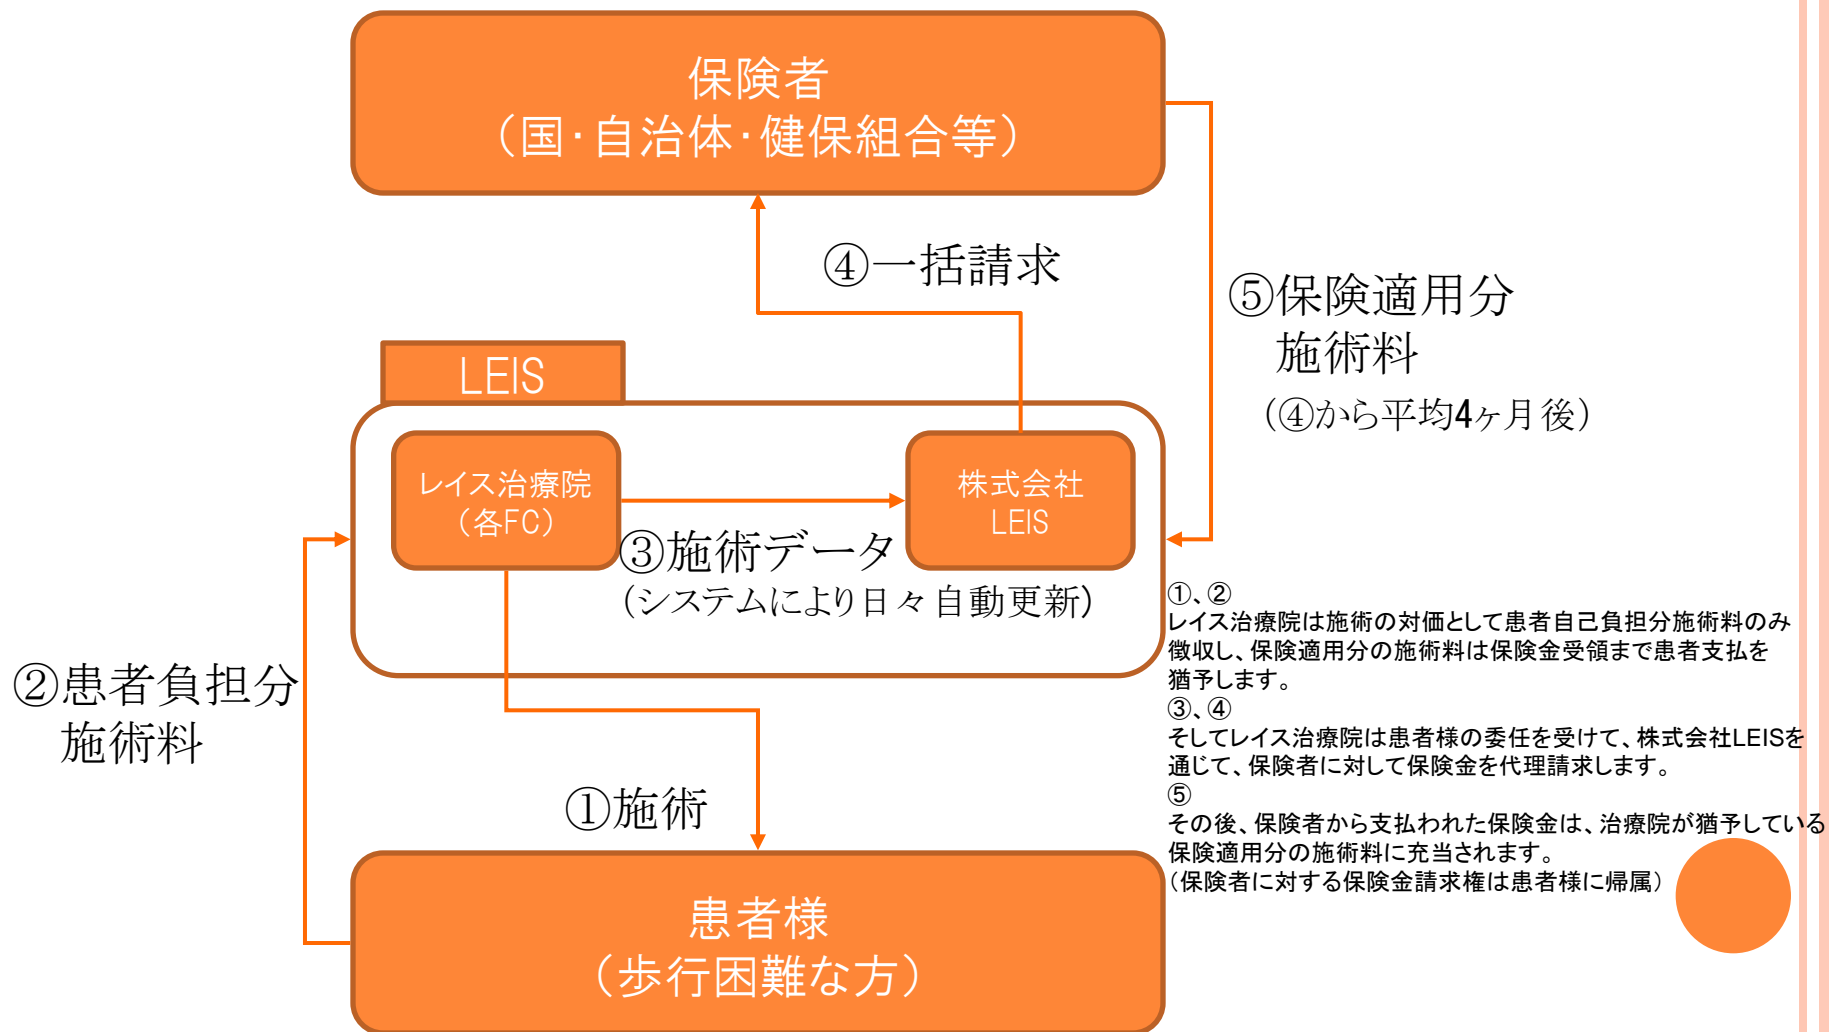 保険者
（国･自治体･健保組合等）
④一括請求
⑤保険適用分
施術料
（④から平均4ヶ月後）
LEIS
レイス治療院
（各FC）
株式会社
LEIS
③施術データ
（システムにより日々自動更新）
②患者負担分
施術料
①施術
患者様
（歩行困難な方）
①、②
レイス治療院は施術の対価として患者自己負担分施術料のみ
徴収し、保険適用分の施術料は保険金受領まで患者支払を
猶予します。
③、④
そしてレイス治療院は患者様の委任を受けて、株式会社LEISを
通じて、保険者に対して保険金を代理請求します。
⑤
その後、保険者から支払われた保険金は、治療院が猶予している
保険適用分の施術料に充当されます。
（保険者に対する保険金請求権は患者様に帰属）